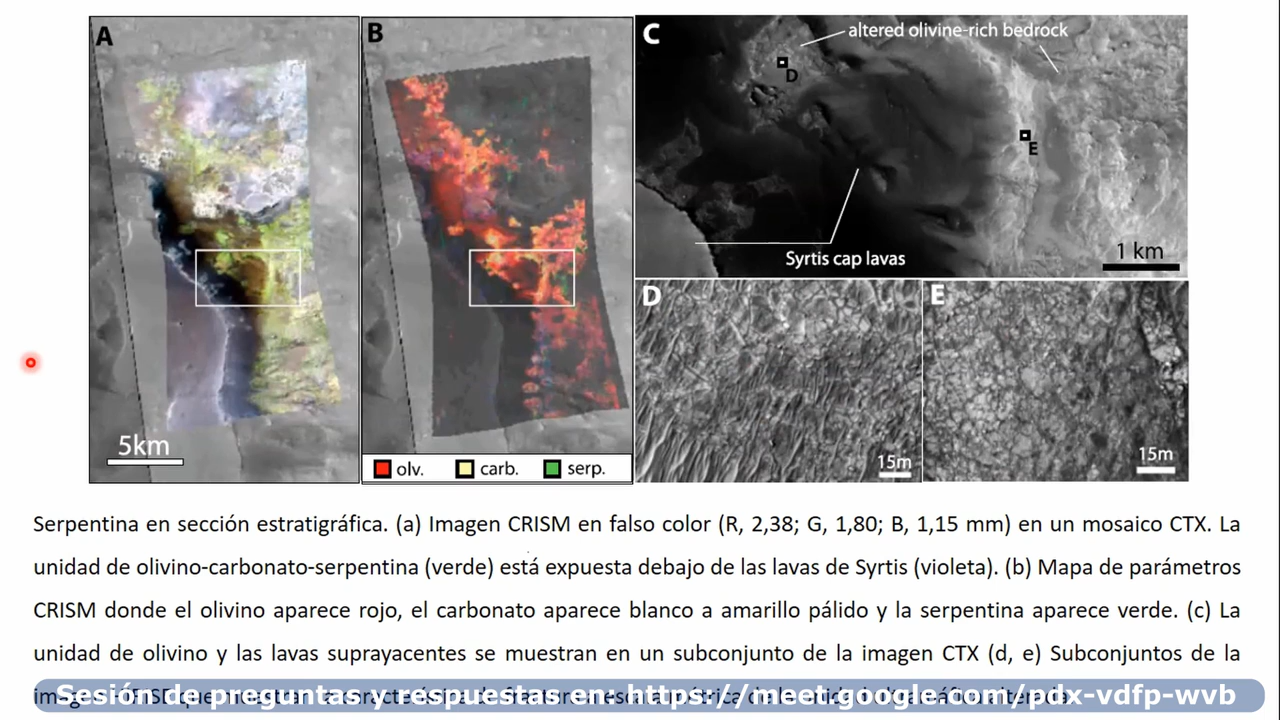 A
B
C
altered olivine-rich bedrock
D
E
Syrtis cap lavas
1 km
5km
olv. carb. serp.
D
15m
E
15m
Serpentina en sección estratigráfica. (a) Imagen CRISM en falso color (R, 2,38; G, 1,80; B, 1,15 mm) en un mosaico CTX. La
unidad de olivino-carbonato-serpentina (verde) está expuesta debajo de las lavas de Syrtis (violeta). (b) Mapa de parámetros
CRISM donde el olivino aparece rojo, el carbonato aparece blanco a amarillo pálido y la serpentina aparece verde. (c) La
unidad de olivino y las lavas suprayacentes se muestran en un subconjunto de la imagen CTX (d, e) Subconjuntos de la
Sesión de preguntas y respuestas en: https://meet.google.com/pdx-vdfp-wvb